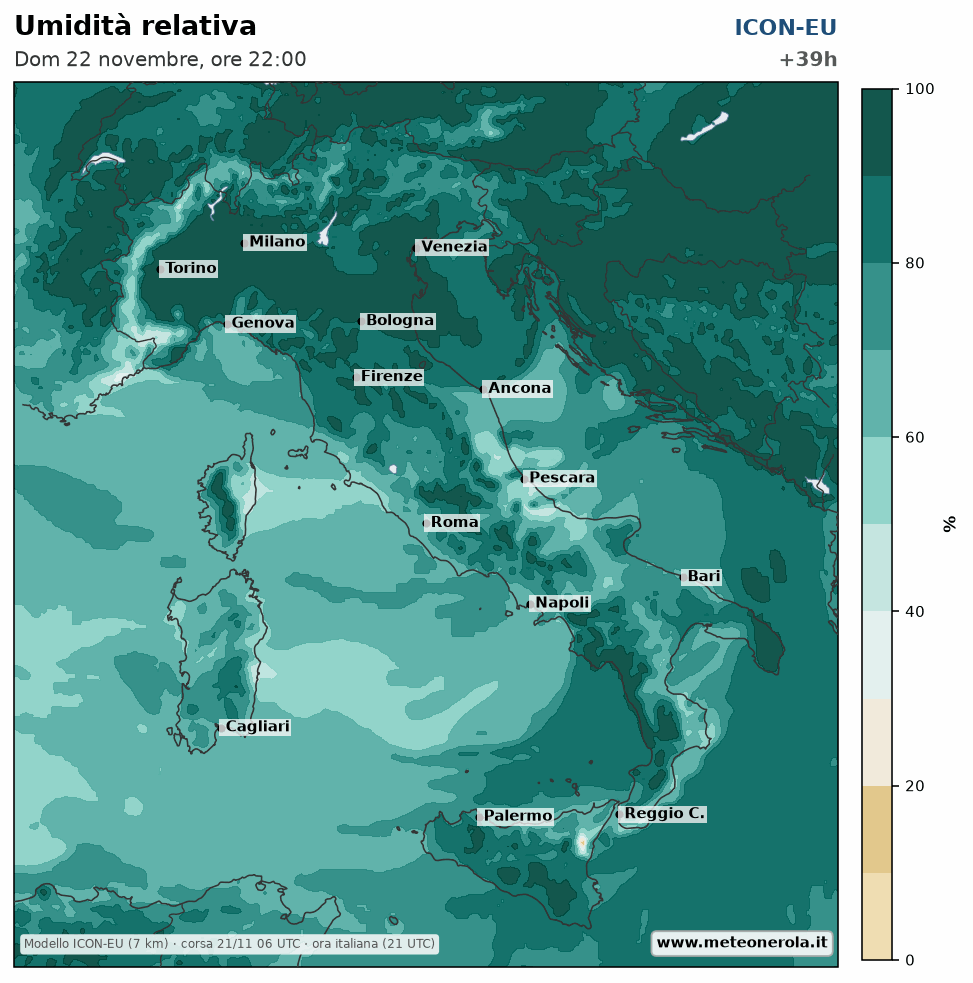 Umidità relativa
ICON-EU
Dom 22 novembre, ore 22:00
+39h
100
80
60
40
20
0
%
Milano
Venezia
Torino
Genova
Bologna
Firenze
Ancona
Pescara
Roma
Bari
Napoli
Cagliari
Palermo
Reggio C.
Modello ICON-EU (7 km) · corsa 21/11 06 UTC · ora italiana (21 UTC)
www.meteonerola.it